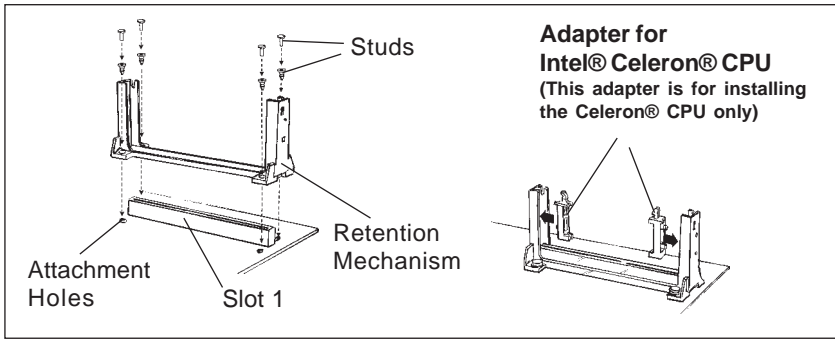 Studs
Retention
Mechanism
Attachment
Holes
Slot 1
Adapter for
Intel® Celeron® CPU
(This adapter is for installing
the Celeron® CPU only)